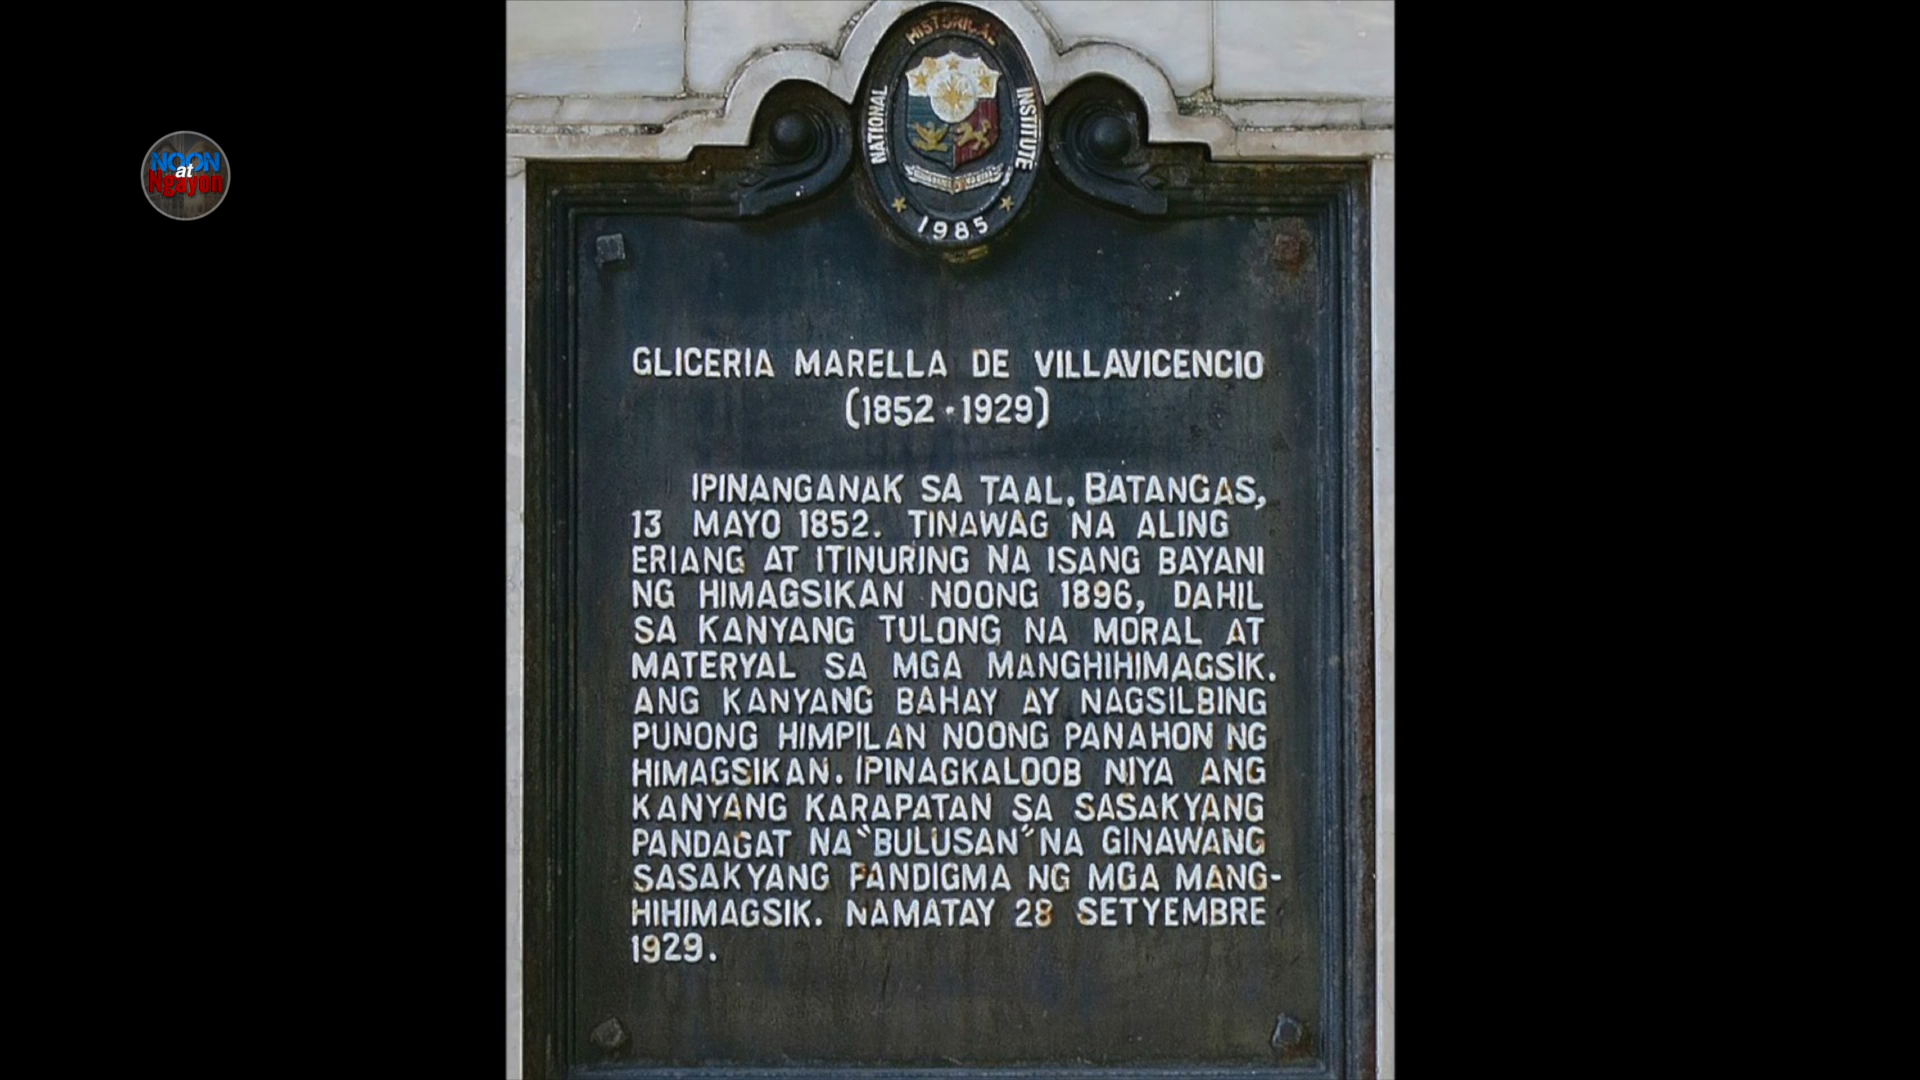 NOON
at
Ngayon
NATIONAL HISTORICAL INSTITUTE
1985
GLICERIA MARELLA DE VILLAVICENCIO
(1852-1929)
IPINANGANAK SA TAAL, BATANGAS,
13 MAYO 1852. TINAWAG NA ALING
ERIANG AT ITINURING NA ISANG BAYANI
NG HIMAGSIKAN NOONG 1896, DAHIL
SA KANYANG TULONG NA MORAL AT
MATERYAL SA MGA MANGHIHIMAGSIK.
ANG KANYANG BAHAY AY NAGSILBING
PUNONG HIMPILAN NOONG PANAHON NG
HIMAGSIKAN. IPINAGKALOOB NIYA ANG
KANYANG KARAPATAN SA SASAKYANG
PANDAGAT NA "BULUSAN" NA GINAWANG
SASAKYANG PANDIGMA NG MGA MANG-
HIHIMAGSIK. NAMATAY 28 SETYEMBRE
1929.